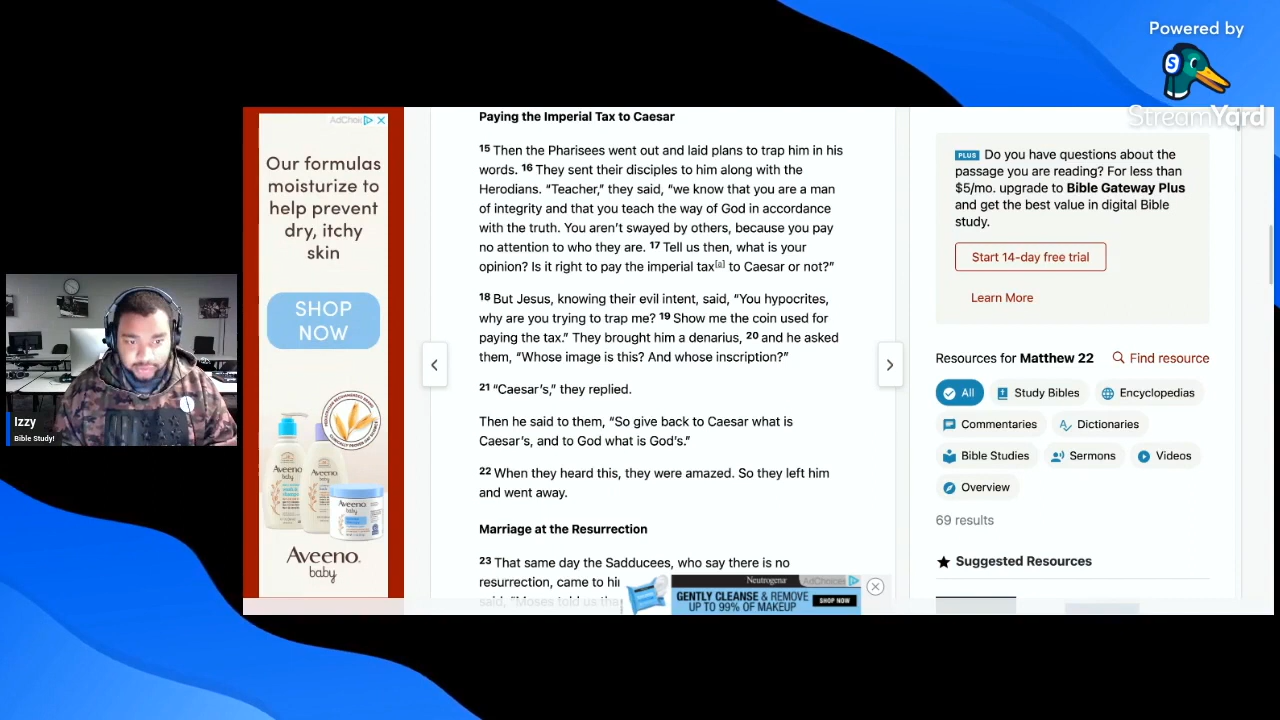 Powered by
S
StreamYard
AdChoi
Our formulas
moisturize to
help prevent
dry, itchy
skin
SHOP
NOW
Aveeno
baby
Aveeno
baby
Aveeno.
baby
Izzy
Bible Study!
Paying the Imperial Tax to Caesar
15 Then the Pharisees went out and laid plans to trap him in his
words. 16 They sent their disciples to him along with the
Herodians. “Teacher,” they said, “we know that you are a man
of integrity and that you teach the way of God in accordance
with the truth. You aren’t swayed by others, because you pay
no attention to who they are. 17 Tell us then, what is your
opinion? Is it right to pay the imperial tax[a] to Caesar or not?”
18 But Jesus, knowing their evil intent, said, “You hypocrites,
why are you trying to trap me? 19 Show me the coin used for
paying the tax.” They brought him a denarius, 20 and he asked
them, “Whose image is this? And whose inscription?”
21 “Caesar’s,” they replied.
Then he said to them, “So give back to Caesar what is
Caesar’s, and to God what is God’s.”
22 When they heard this, they were amazed. So they left him
and went away.
Marriage at the Resurrection
23 That same day the Sadducees, who say there is no
resurrection, came to hi
said, “Moses told us tha
Neutrogena
AdChoices
GENTLY CLEANSE & REMOVE
UP TO 99% OF MAKEUP
SHOP NOW
PLUS Do you have questions about the
passage you are reading? For less than
$5/mo. upgrade to Bible Gateway Plus
and get the best value in digital Bible
study.
Start 14-day free trial
Learn More
Resources for Matthew 22 Find resource
All Study Bibles Encyclopedias
Commentaries Dictionaries
Bible Studies Sermons Videos
Overview
69 results
Suggested Resources